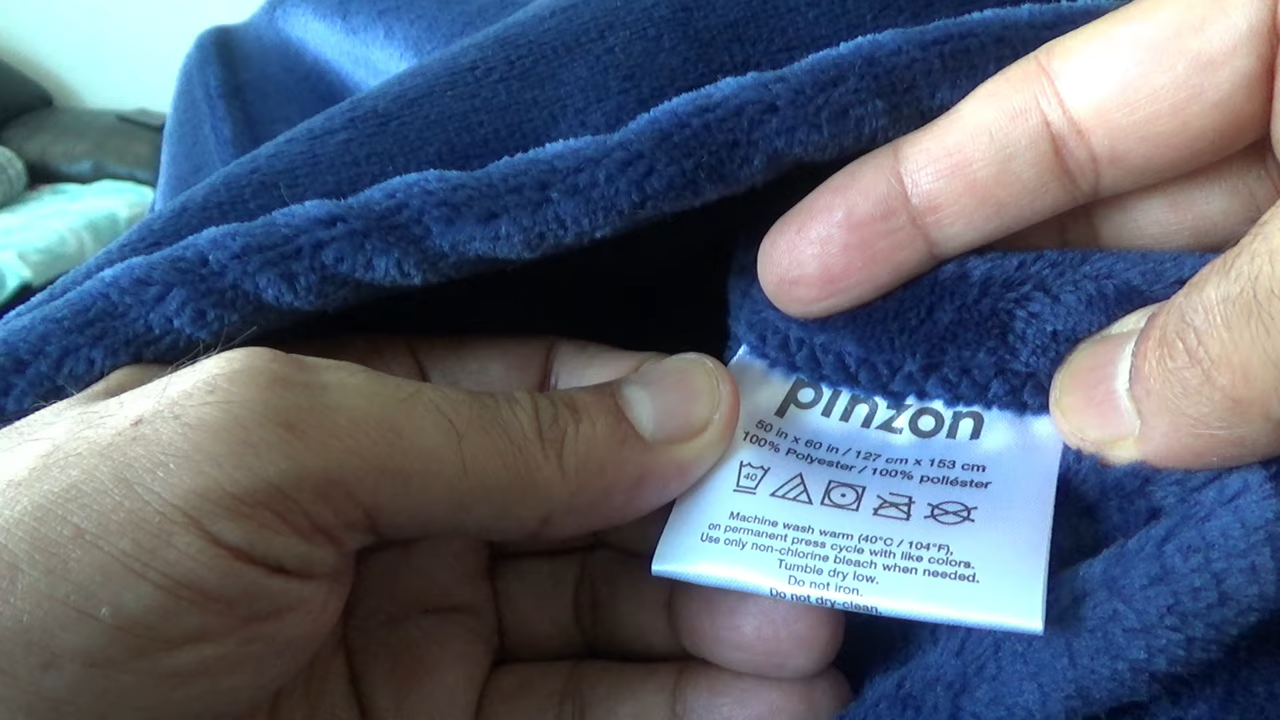 pinzon
50 in x 60 in / 127 cm x 153 cm
100% Polyester / 100% poliéster
40
Machine wash warm (40°C / 104°F),
on permanent press cycle with like colors.
Use only non-chlorine bleach when needed.
Tumble dry low.
Do not iron.
Do not dry-clean.